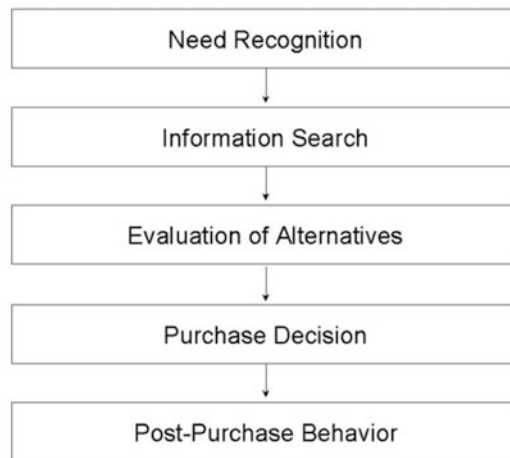 Need Recognition
Information Search
Evaluation of Alternatives
Purchase Decision
Post-Purchase Behavior